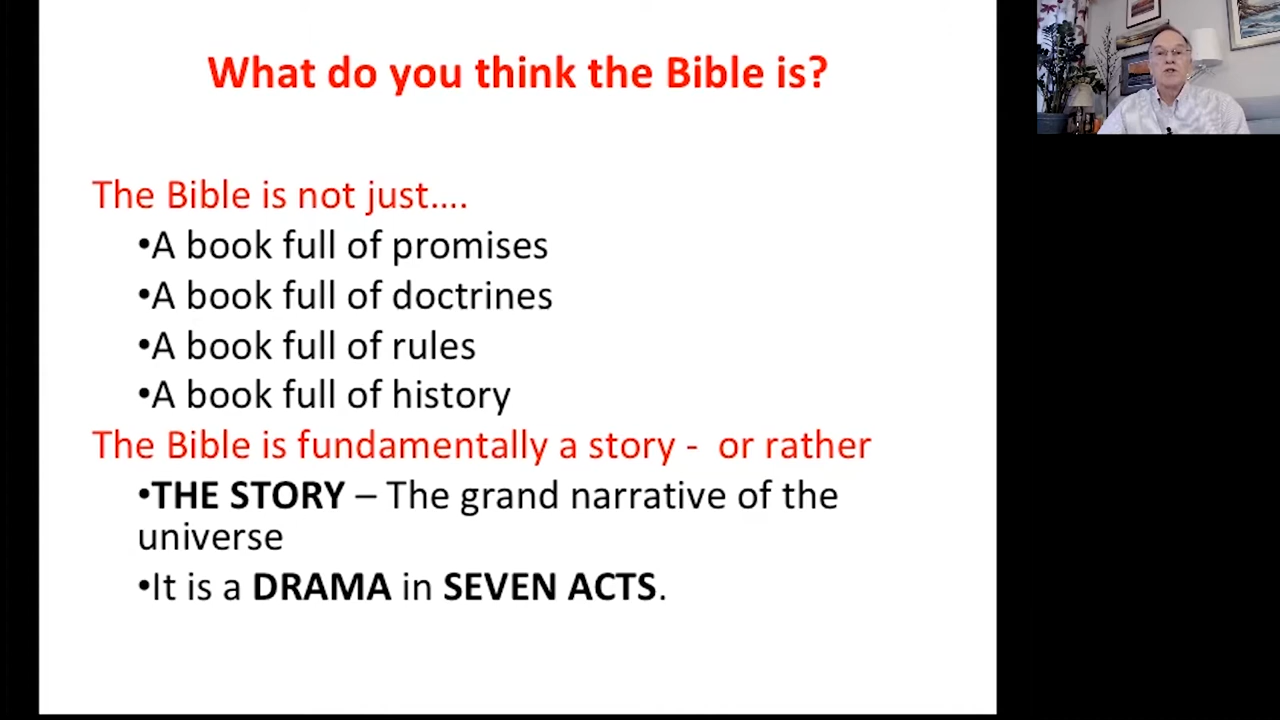 What do you think the Bible is?
The Bible is not just....
•A book full of promises
•A book full of doctrines
•A book full of rules
•A book full of history
The Bible is fundamentally a story - or rather
•THE STORY – The grand narrative of the
universe
•It is a DRAMA in SEVEN ACTS.